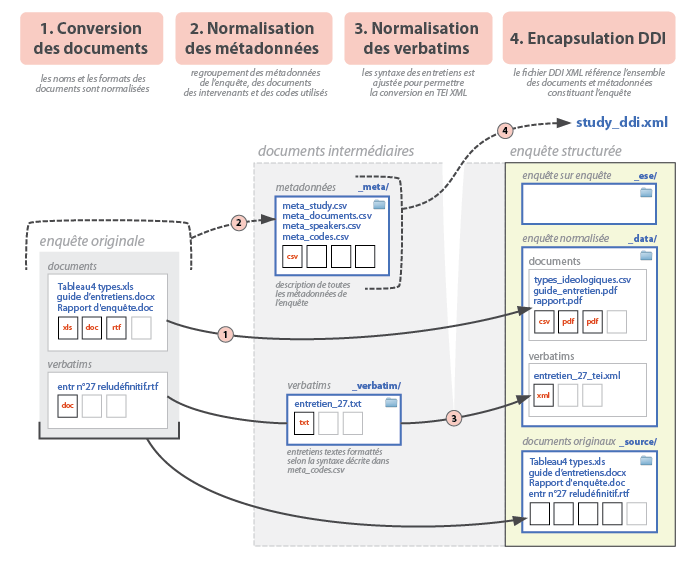 1. Conversion
des documents
2. Normalisation
des métadonnées
3. Normalisation
des verbatims
4. Encapsulation DDI
les noms et les formats des
documents sont normalisées
regroupement des métadonnées
de l'enquête, des documents
des intervenants et des codes utilisés
les syntaxe des entretiens est
ajustée pour permettre
la conversion en TEI XML
le fichier DDI XML référence l'ensemble
des documents et métadonnées
constituant l'enquête
4
study_ddi.xml
documents intermédiaires
enquête structurée
enquête originale
documents
Tableau4 types.xls
guide d'entretiens.docx
Rapport d'enquête.doc
xls
doc
rtf
verbatims
entr n°27 reludéfinitif.rtf
doc
2
1
3
metadonnées
_meta/
meta_study.csv
meta_documents.csv
meta_speakers.csv
meta_codes.csv
csv
description de toutes
les métadonnées de
l'enquête
verbatims
_verbatim/
entretien_27.txt
txt
entretiens textes formattés
selon la syntaxe décrite dans
meta_codes.csv
enquête sur enquête
_ese/
enquête normalisée
_data/
documents
types_ideologiques.csv
guide_entretien.pdf
rapport.pdf
csv
pdf
pdf
verbatims
entretien_27_tei.xml
xml
documents originaux
_source/
Tableau4 types.xls
guide d'entretiens.docx
Rapport d'enquête.doc
entr n°27 reludéfinitif.rtf